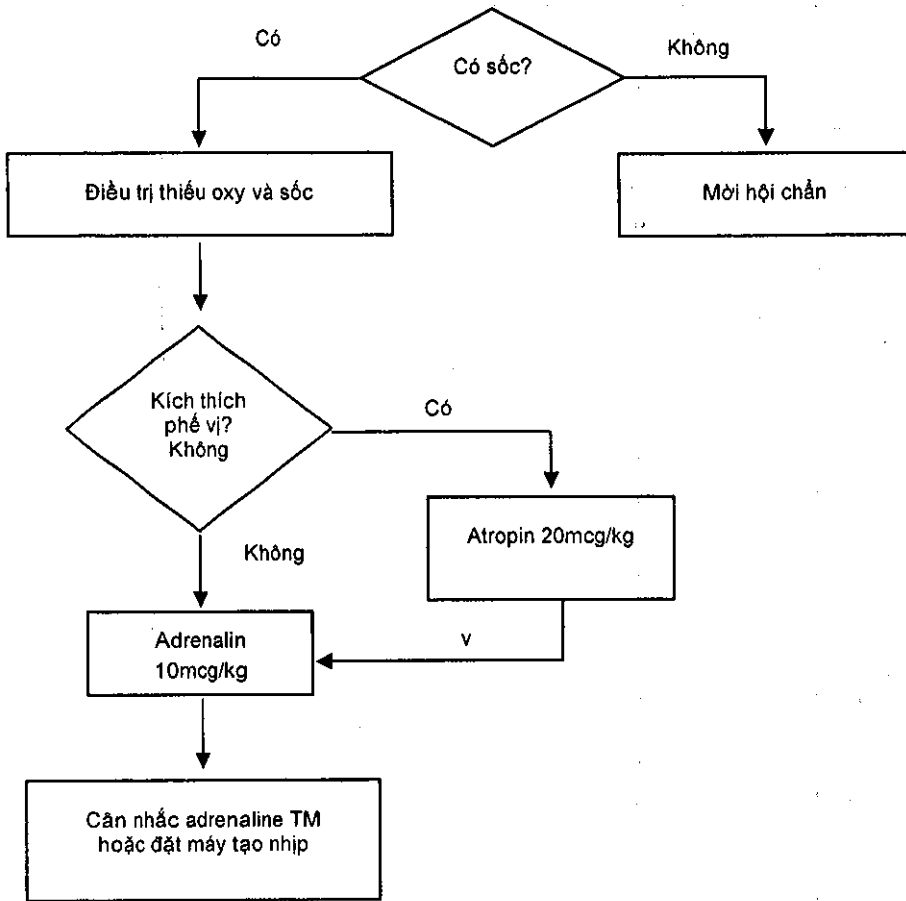 Có
Có sốc?
Không
Điều trị thiếu oxy và sốc
Mời hội chẩn
Kích thích
phế vị?
Không
Có
Atropin 20mcg/kg
Không
Adrenalin
10mcg/kg
v
Cân nhắc adrenaline TM
hoặc đặt máy tạo nhịp